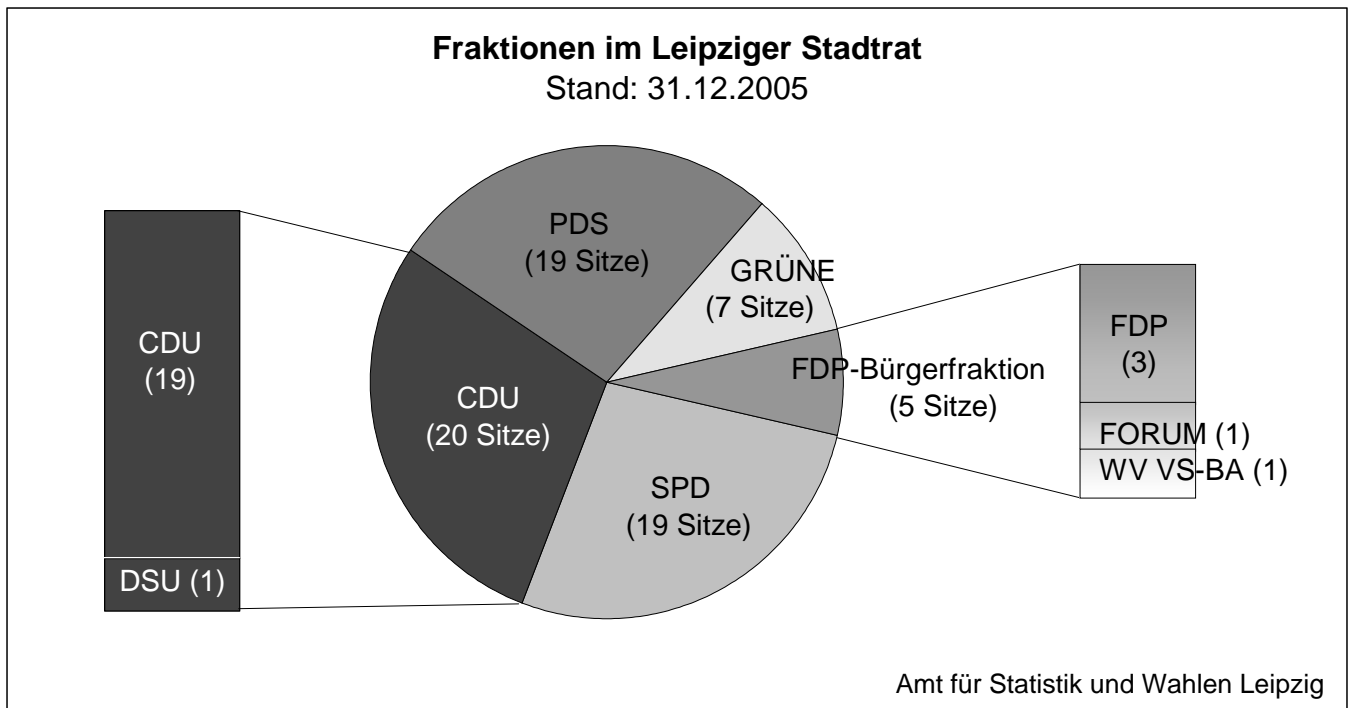 Fraktionen im Leipziger Stadtrat
Stand: 31.12.2005
PDS
(19 Sitze)
GRÜNE
(7 Sitze)
FDP-Bürgerfraktion
(5 Sitze)
SPD
(19 Sitze)
CDU
(20 Sitze)
CDU
(19)
DSU (1)
FDP
(3)
FORUM (1)
WV VS-BA (1)
Amt für Statistik und Wahlen Leipzig